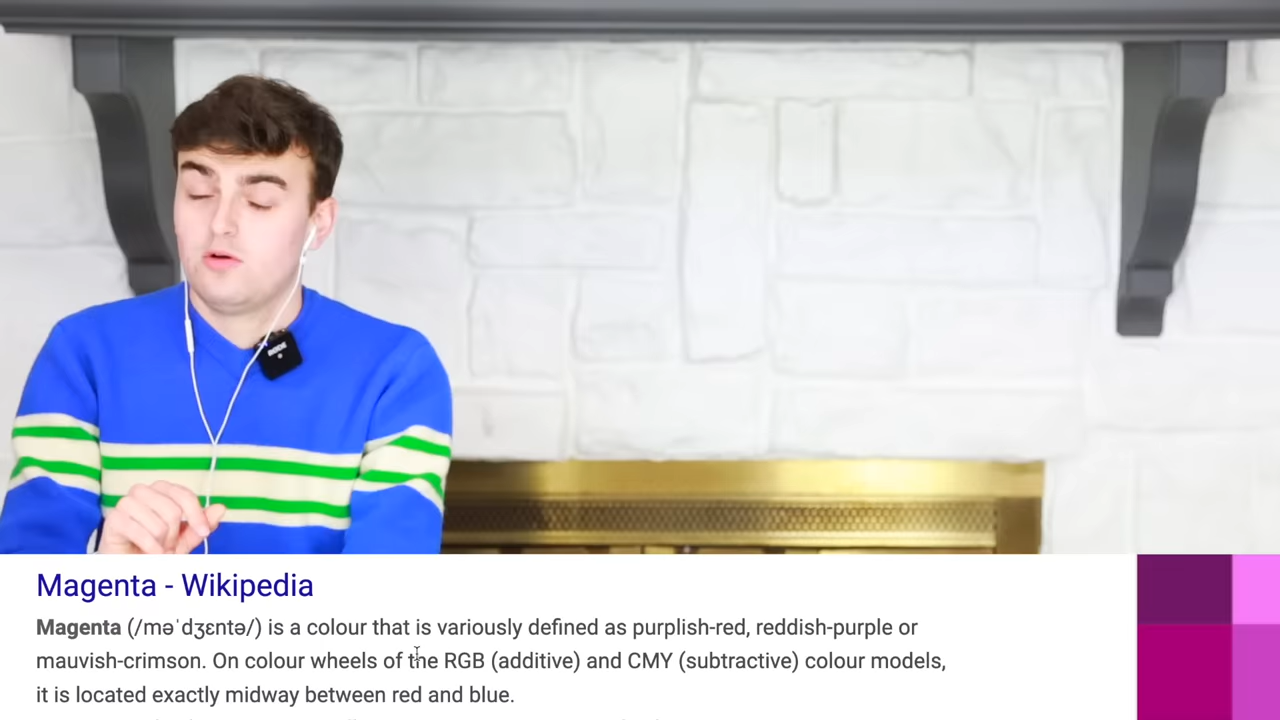 RØDE
Magenta - Wikipedia
Magenta (/məˈdʒɛntə/) is a colour that is variously defined as purplish-red, reddish-purple or
mauvish-crimson. On colour wheels of the RGB (additive) and CMY (subtractive) colour models,
it is located exactly midway between red and blue.